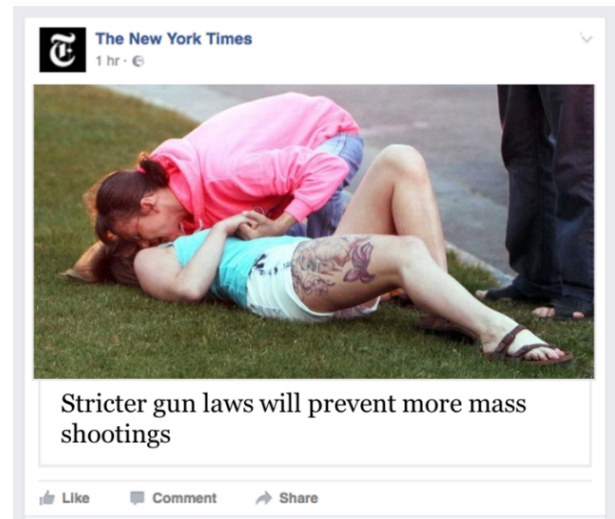 The New York Times
1 hr ·
Stricter gun laws will prevent more mass
shootings
Like Comment Share